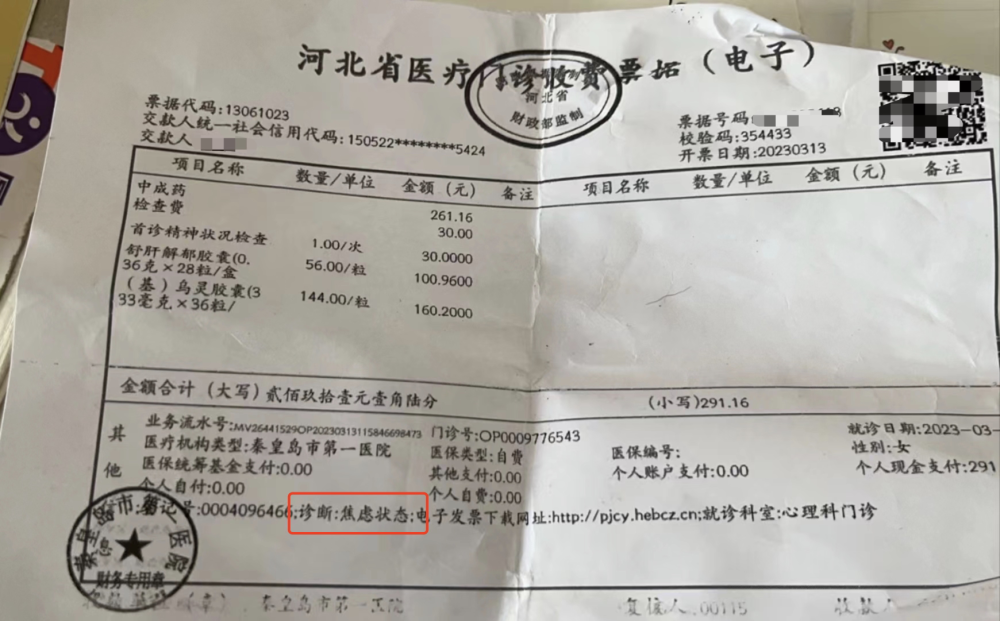 河北省医疗门诊收费票据（电子）
河北省
财政部监制
票据代码:13061023
交款人统一社会信用代码:150522********5424
交款人
票据号码:
校验码:354433
开票日期:20230313
项目名称 数量/单位 金额（元） 备注 项目名称 数量/单位 金额（元） 备注
中成药 261.16
检查费 30.00
首诊精神状况检查 1.00/次 30.0000
舒肝解郁胶囊(0. 56.00/粒 100.9600
36克×28粒/盒
（基）乌灵胶囊(3 144.00/粒 160.2000
33毫克×36粒/
金额合计（大写）贰佰玖拾壹元壹角陆分 （小写）291.16
其他
业务流水号:MV26441529OP20230313115846698473 门诊号:OP0009776543 就诊日期:2023-03-
医疗机构类型:秦皇岛市第一医院 医保类型:自费 医保编号: 性别:女
医保统筹基金支付:0.00 其他支付:0.00 个人账户支付:0.00 个人现金支付:291
个人自付:0.00 个人自费:0.00
记号:0004096466;诊断:焦虑状态;电子发票下载网址:http://pjcy.hebcz.cn;就诊科室:心理科门诊
秦皇岛市第一医院
财务专用章
秦皇岛市第一医院 复核人:00115 收款人